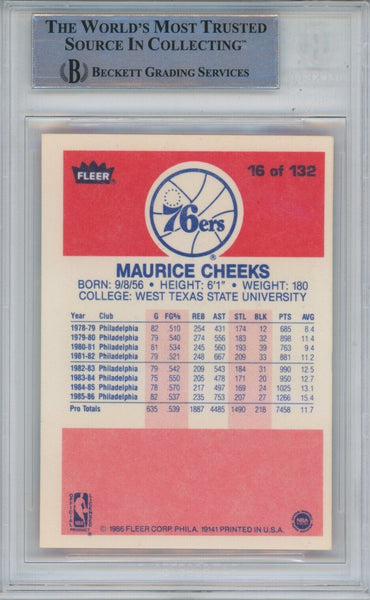 THE WORLD'S MOST TRUSTED
SOURCE IN COLLECTING™
B BECKETT GRADING SERVICES
FLEER®
16 of 132
76ers
®
MAURICE CHEEKS
BORN: 9/8/56 • HEIGHT: 6'1" • WEIGHT: 180
COLLEGE: WEST TEXAS STATE UNIVERSITY
Year Club G FG% REB AST STL BLK PTS AVG
1978-79 Philadelphia 82 .510 254 431 174 12 685 8.4
1979-80 Philadelphia 79 .540 274 556 183 32 898 11.4
1980-81 Philadelphia 81 .534 245 560 193 39 763 9.4
1981-82 Philadelphia 79 .521 248 667 209 33 881 11.2
1982-83 Philadelphia 79 .542 209 543 184 31 990 12.5
1983-84 Philadelphia 75 .550 205 478 171 20 950 12.7
1984-85 Philadelphia 78 .570 217 497 169 24 1025 13.1
1985-86 Philadelphia 82 .537 235 753 207 27 1266 15.4
Pro Totals 635 .539 1887 4485 1490 218 7458 11.7
NBA
© 1986 FLEER CORP. PHILA. 19141 PRINTED IN U.S.A.